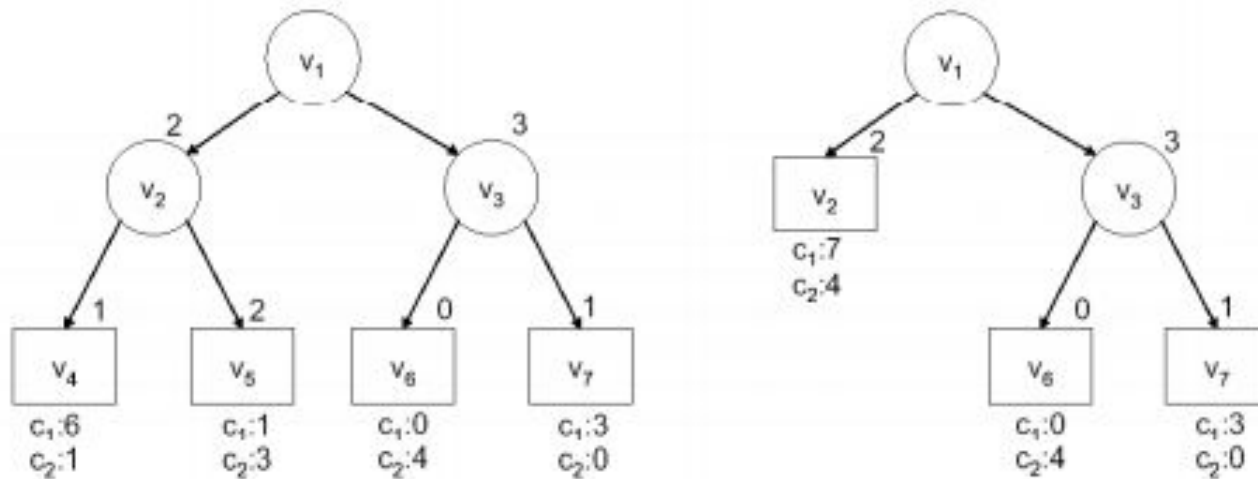 v₁
2
3
v₂
v₃
1
2
0
1
v₄
v₅
v₆
v₇
c₁:6
c₂:1
c₁:1
c₂:3
c₁:0
c₂:4
c₁:3
c₂:0
v₁
2
3
v₂
v₃
c₁:7
c₂:4
0
1
v₆
v₇
c₁:0
c₂:4
c₁:3
c₂:0